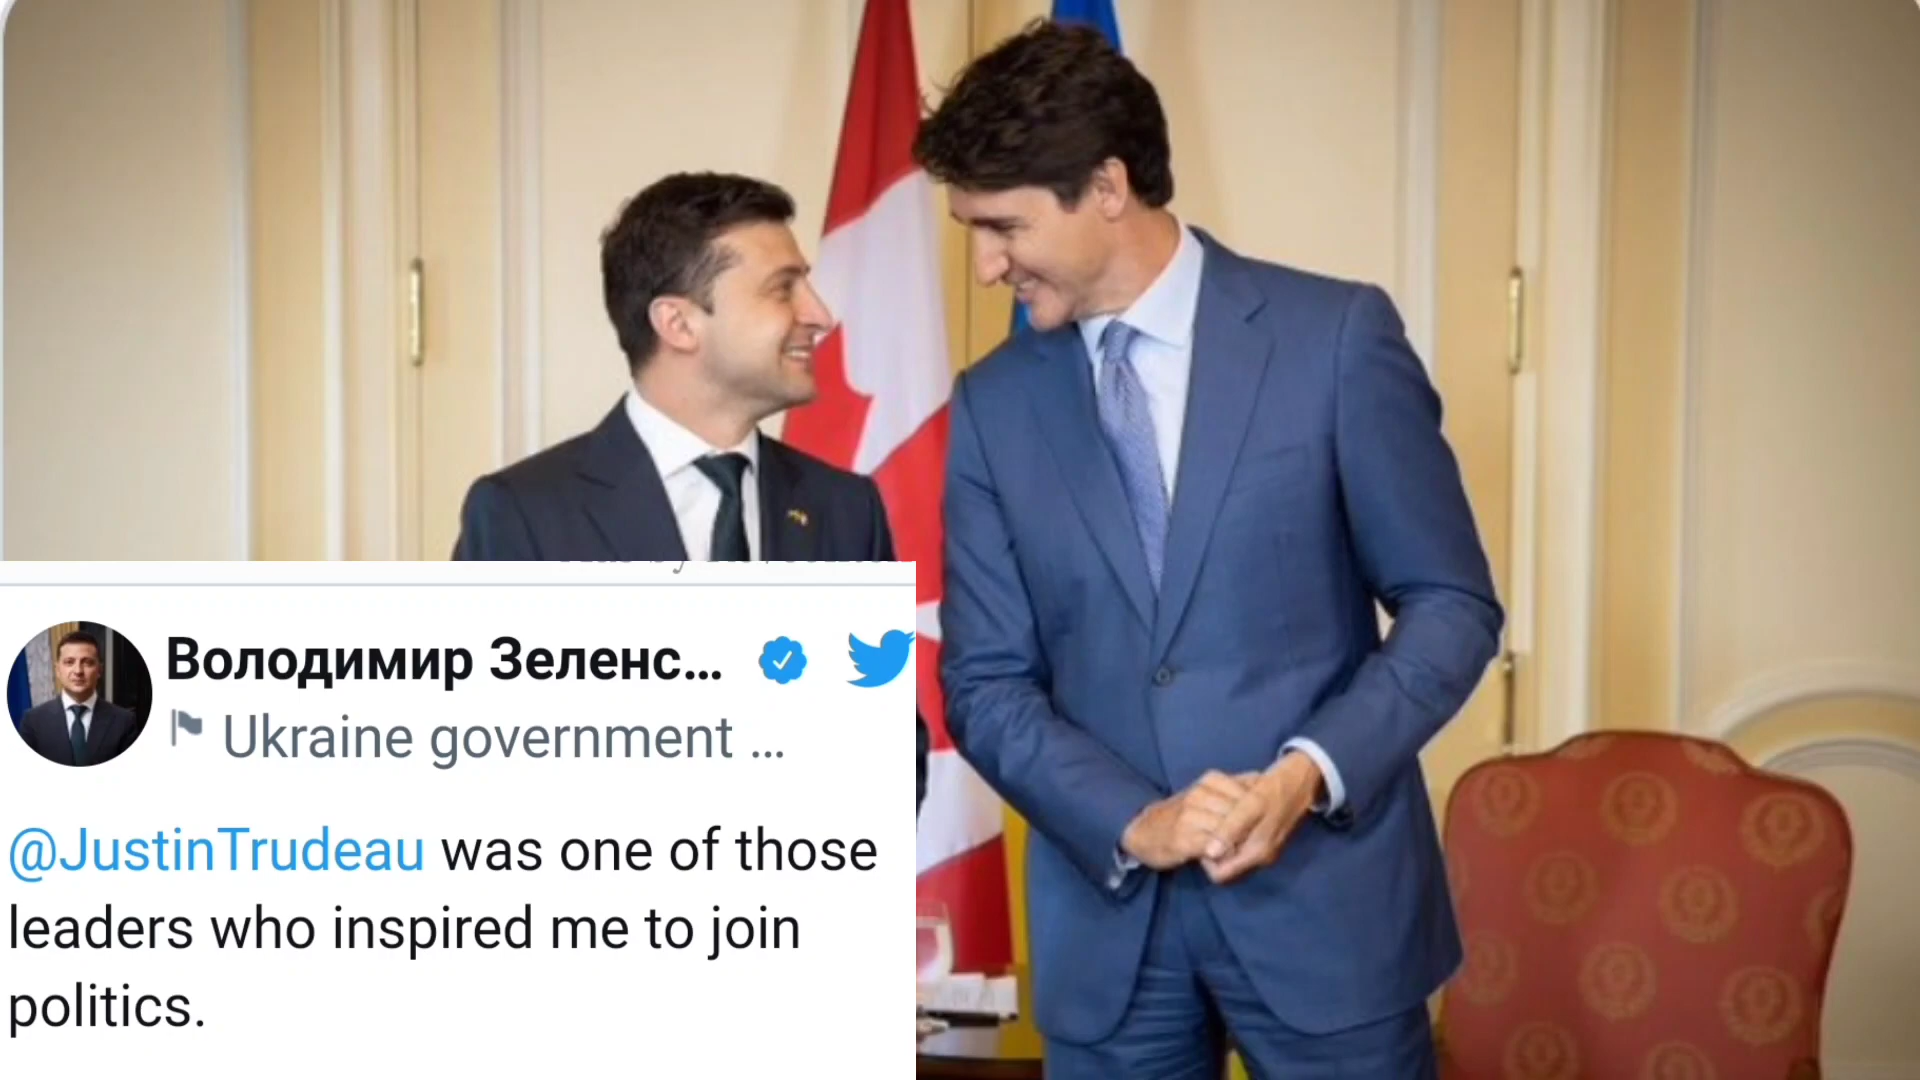 Володимир Зеленс...
Ukraine government ...
@JustinTrudeau was one of those
leaders who inspired me to join
politics.